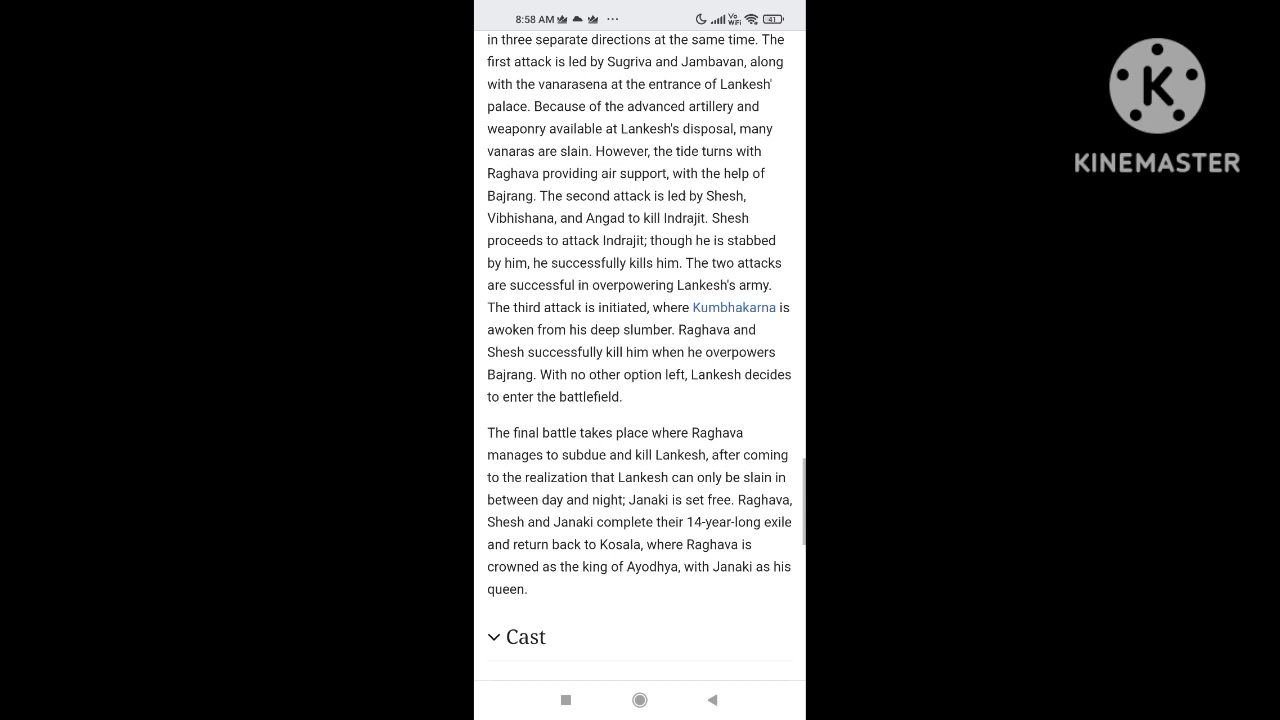 8:58 AM
Vo
WiFi
41
in three separate directions at the same time. The
first attack is led by Sugriva and Jambavan, along
with the vanarasena at the entrance of Lankesh'
palace. Because of the advanced artillery and
weaponry available at Lankesh's disposal, many
vanaras are slain. However, the tide turns with
Raghava providing air support, with the help of
Bajrang. The second attack is led by Shesh,
Vibhishana, and Angad to kill Indrajit. Shesh
proceeds to attack Indrajit; though he is stabbed
by him, he successfully kills him. The two attacks
are successful in overpowering Lankesh's army.
The third attack is initiated, where Kumbhakarna is
awoken from his deep slumber. Raghava and
Shesh successfully kill him when he overpowers
Bajrang. With no other option left, Lankesh decides
to enter the battlefield.
The final battle takes place where Raghava
manages to subdue and kill Lankesh, after coming
to the realization that Lankesh can only be slain in
between day and night; Janaki is set free. Raghava,
Shesh and Janaki complete their 14-year-long exile
and return back to Kosala, where Raghava is
crowned as the king of Ayodhya, with Janaki as his
queen.
Cast
K
KINEMASTER